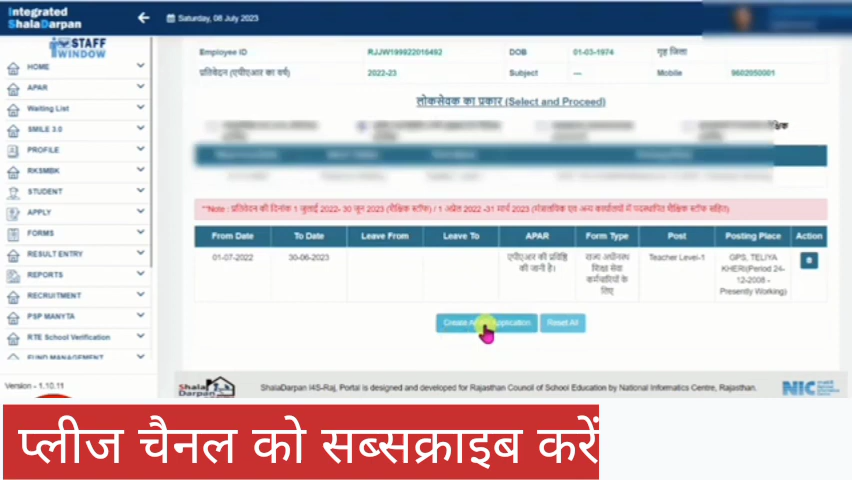 Integrated
ShalaDarpan
Saturday, 08 July 2023
STAFF
WINDOW
HOME
APAR
Waiting List
SMILE 3.0
PROFILE
RKSMBK
STUDENT
APPLY
FORMS
RESULT ENTRY
REPORTS
RECRUITMENT
PSP MANYTA
RTE School Verification
FUND MANAGEMENT
Version - 1.10.11
Employee ID RJJW199822015492 DOB 01-03-1974 गृह जिला
प्रतिवेदन (एपीएआर का वर्ष) 2022-23 Subject --- Mobile 9602050001
लोकसेवक का प्रकार (Select and Proceed)
**Note : प्रतिवेदन की दिनांक 1 जुलाई 2022- 30 जून 2023 (शैक्षिक स्टॉफ) / 1 अप्रेल 2022 -31 मार्च 2023 (मंत्रालयिक एवं अन्य कार्यालयों में पदस्थापित शैक्षिक स्टॉफ सहित)
From Date To Date Leave From Leave To APAR Form Type Post Posting Place Action
01-07-2022 30-06-2023 एपीएआर की प्रविष्टि की जानी है। राज्य अधीनस्थ शिक्षा सेवा कर्मचारियों के लिए Teacher Level-1 GPS, TELIYA KHERI(Period 24-12-2008 - Presently Working)
Create Application Reset All
Shala
Darpan
ShalaDarpan I4S-Raj, Portal is designed and developed for Rajasthan Council of School Education by National Informatics Centre, Rajasthan.
NIC
प्लीज चैनल को सब्सक्राइब करें